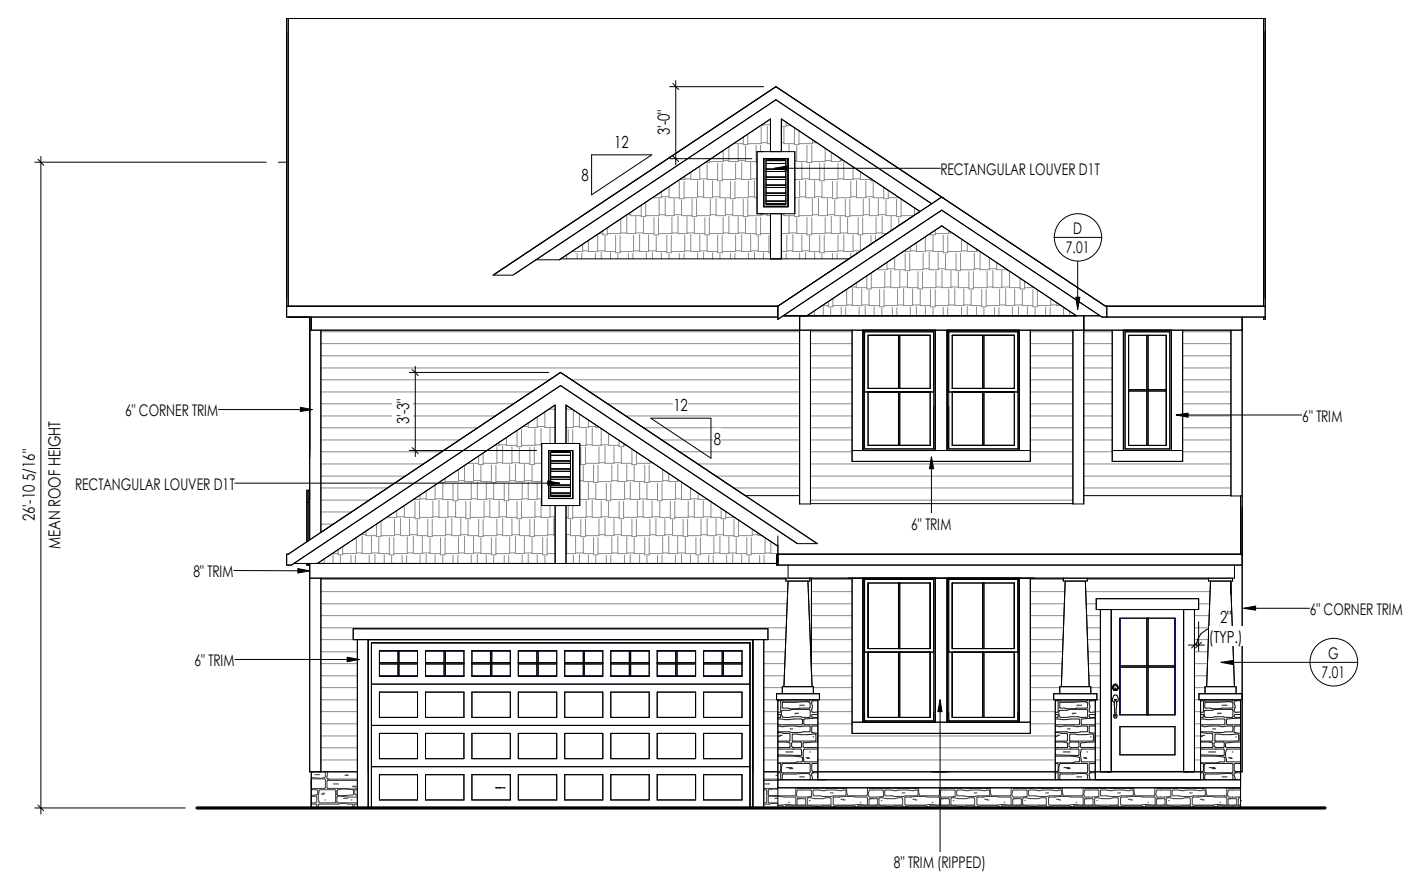 3'-0"
12
8
RECTANGULAR LOUVER D1T
D
7.01
6" CORNER TRIM
3'-3"
12
8
6" TRIM
26'-10 5/16"
MEAN ROOF HEIGHT
RECTANGULAR LOUVER D1T
6" TRIM
8" TRIM
6" CORNER TRIM
2"
(TYP.)
6" TRIM
G
7.01
8" TRIM (RIPPED)